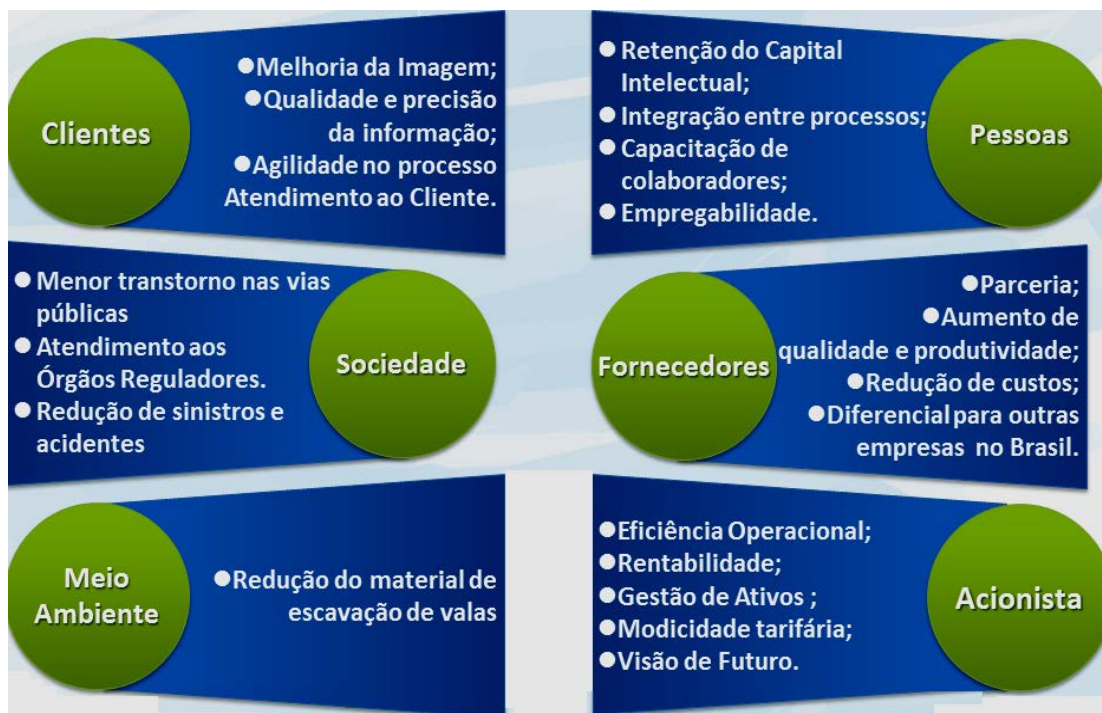 Clientes
●Melhoria da Imagem;
●Qualidade e precisão
da informação;
●Agilidade no processo
Atendimento ao Cliente.
● Retenção do Capital
Intelectual;
● Integração entre processos;
● Capacitação de
colaboradores;
● Empregabilidade.
Pessoas
● Menor transtorno nas vias
públicas
● Atendimento aos
Órgãos Reguladores.
● Redução de sinistros e
acidentes
Sociedade
Fornecedores
●Parceria;
●Aumento de
qualidade e produtividade;
●Redução de custos;
●Diferencial para outras
empresas no Brasil.
Meio
Ambiente
●Redução do material de
escavação de valas
●Eficiência Operacional;
●Rentabilidade;
●Gestão de Ativos ;
●Modicidade tarifária;
●Visão de Futuro.
Acionista